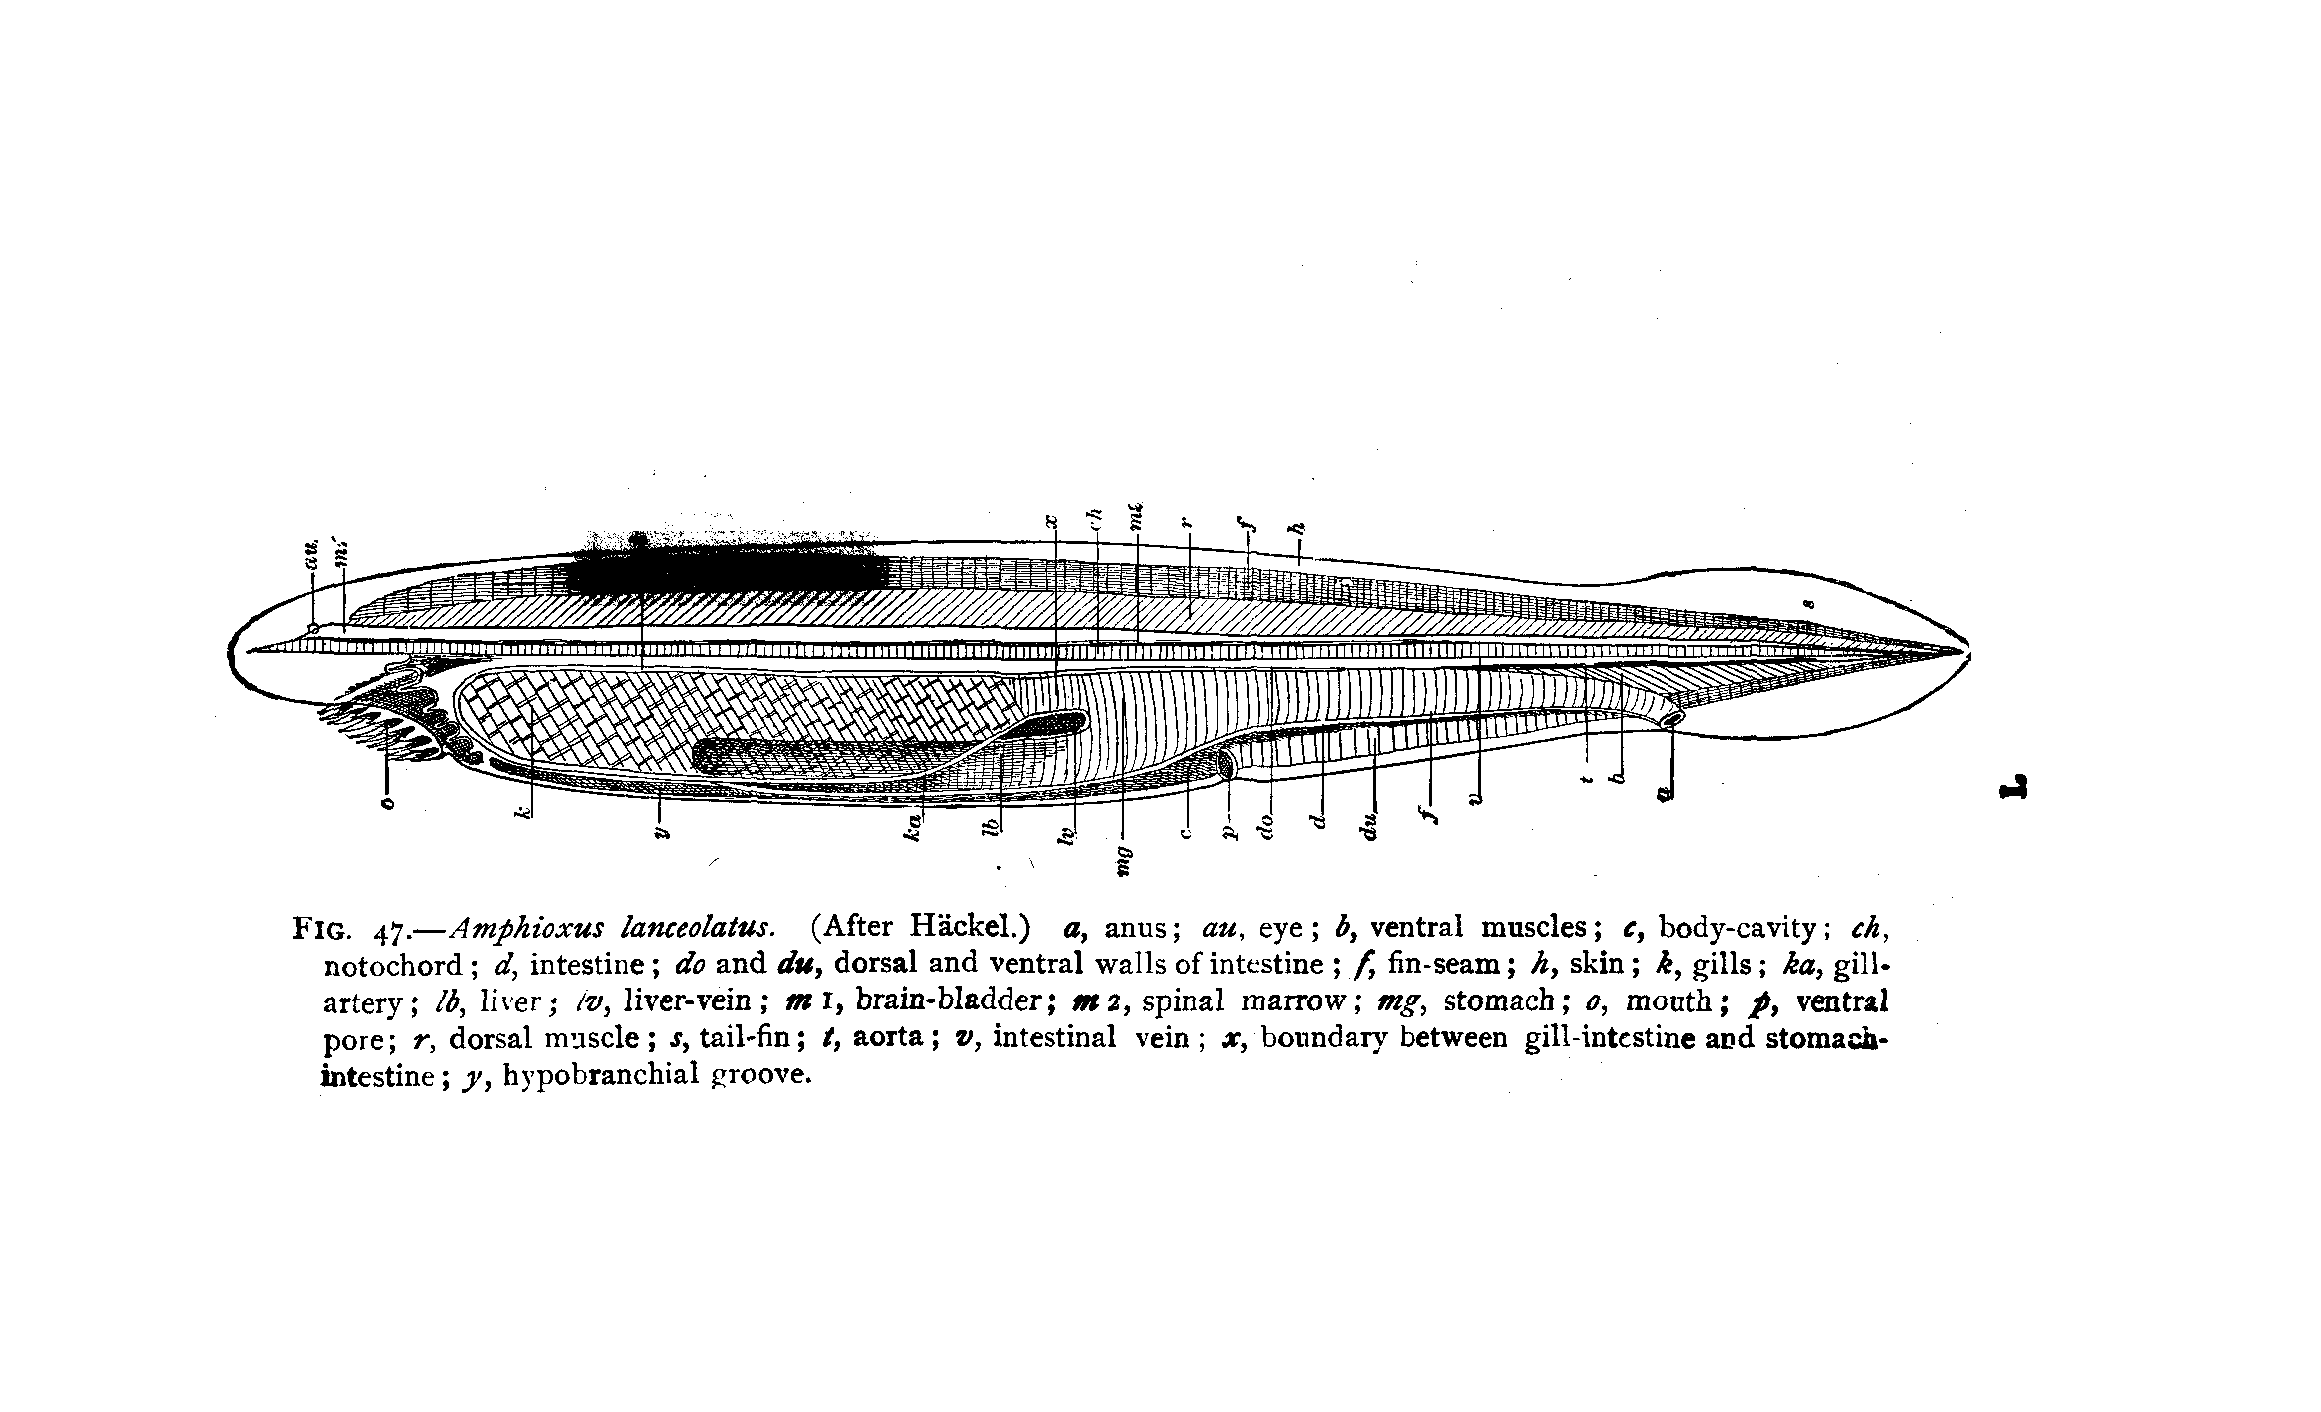 au. m1 x ch m2 r f h
s
o k y ka lb lv mg c p do d du f v t b a
L
FIG. 47.—Amphioxus lanceolatus. (After Häckel.) a, anus; au, eye; b, ventral muscles; c, body-cavity; ch,
notochord; d, intestine; do and du, dorsal and ventral walls of intestine; f, fin-seam; h, skin; k, gills; ka, gill-
artery; lb, liver; lv, liver-vein; m 1, brain-bladder; m 2, spinal marrow; mg, stomach; o, mouth; p, ventral
pore; r, dorsal muscle; s, tail-fin; t, aorta; v, intestinal vein; x, boundary between gill-intestine and stomach-
intestine; y, hypobranchial groove.